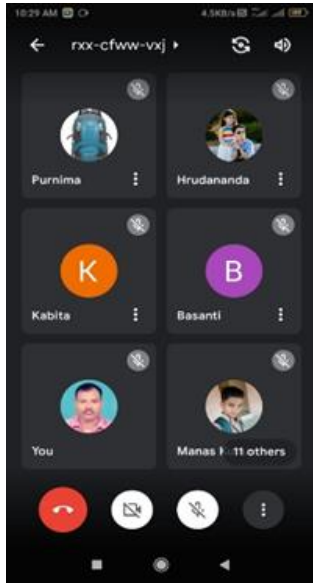 10:29 AM 4.5KB/s
rxx-cfww-vxj
Purnima Hrudananda
K B
Kabita Basanti
You Manas 11 others